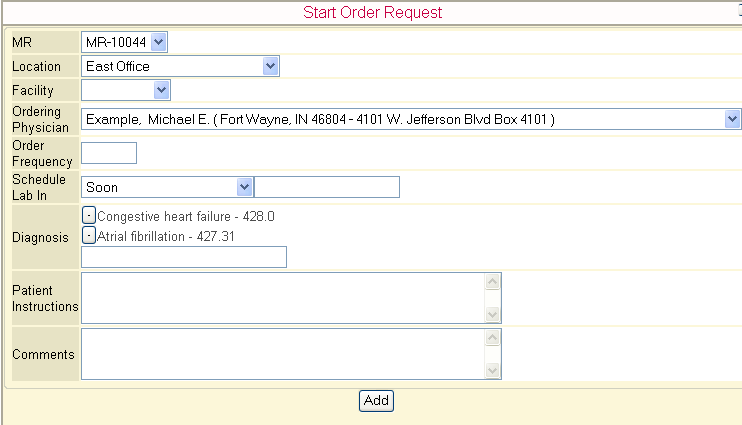 Start Order Request
MR MR-10044
Location East Office
Facility
Ordering
Physician Example, Michael E. ( Fort Wayne, IN 46804 - 4101 W. Jefferson Blvd Box 4101 )
Order
Frequency
Schedule
Lab In Soon
- Congestive heart failure - 428.0
Diagnosis
- Atrial fibrillation - 427.31
Patient
Instructions
Comments
Add